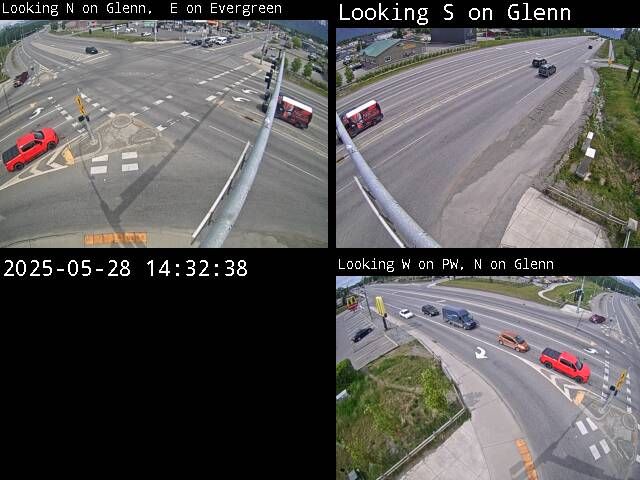 Looking N on Glenn,  E on Evergreen
Looking S on Glenn
2025-05-28 14:32:38
Looking W on PW, N on Glenn